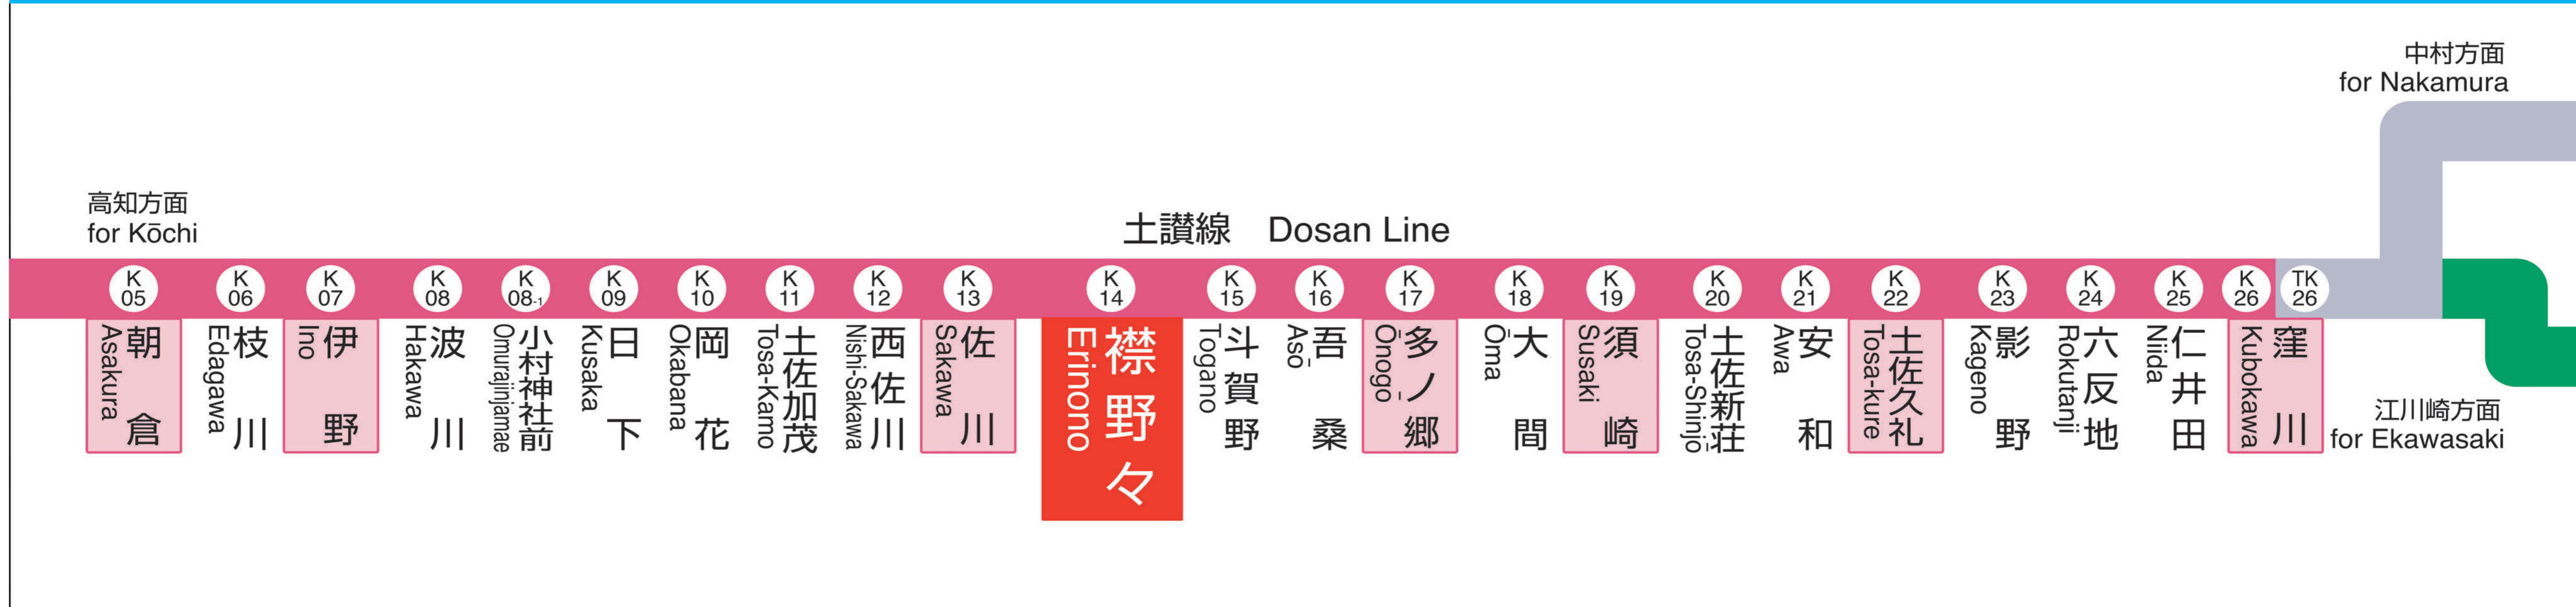 中村方面
for Nakamura
高知方面
for Kōchi
土讃線 Dosan Line
K
05
朝倉
Asakura
K
06
枝川
Edagawa
K
07
伊野
Ino
K
08
波川
Hakawa
K
08-1
小村神社前
Omurajinjamae
K
09
日下
Kusaka
K
10
岡花
Okabana
K
11
土佐加茂
Tosa-Kamo
K
12
西佐川
Nishi-Sakawa
K
13
佐川
Sakawa
K
14
襟野々
Erinono
K
15
斗賀野
Togano
K
16
吾桑
Asō
K
17
多ノ郷
Ōnogō
K
18
大間
Ōma
K
19
須崎
Susaki
K
20
土佐新荘
Tosa-Shinjō
K
21
安和
Awa
K
22
土佐久礼
Tosa-kure
K
23
影野
Kageno
K
24
六反地
Rokutanji
K
25
仁井田
Niida
K
26
TK
26
窪川
Kubokawa
江川崎方面
for Ekawasaki